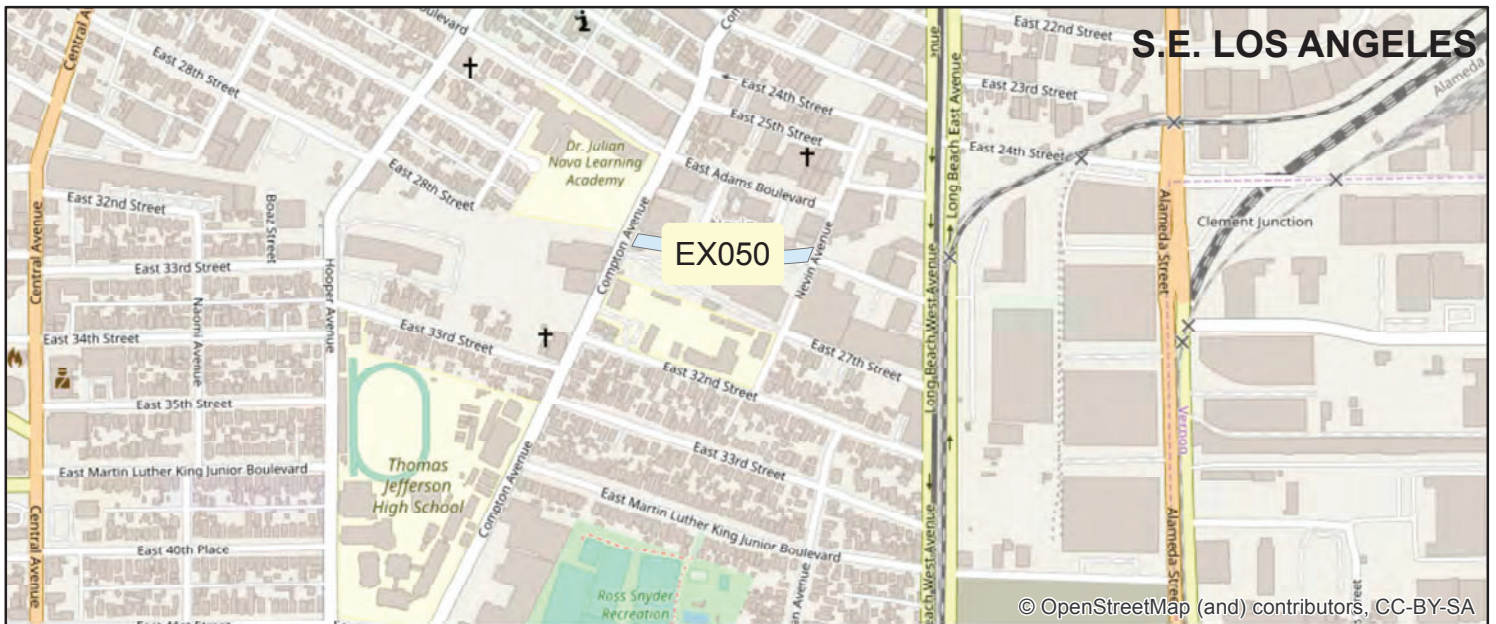 S.E. LOS ANGELES
Central
East 28th Street
East 22nd Street
East 23rd Street
East 24th Street
East 25th Street
East Adams Boulevard
East 24th Street
Long Beach East Avenue
Alameda
Dr. Julian
Nava Learning
Academy
East 28th Street
East 32nd Street
Boaz Street
Central Avenue
Compton Avenue
EX050
Nevin Avenue
Alameda Street
Clement Junction
East 33rd Street
Hooper Avenue
Naomi Avenue
East 34th Street
East 33rd Street
East 27th Street
Long Beach West Avenue
East 32nd Street
East 35th Street
Vernon
East 33rd Street
East Martin Luther King Junior Boulevard
Thomas
Jefferson
High School
Compton Avenue
East Martin Luther King Junior Boulevard
Central Avenue
East 40th Place
Alameda Street
Ross Snyder
Recreation
© OpenStreetMap (and) contributors, CC-BY-SA